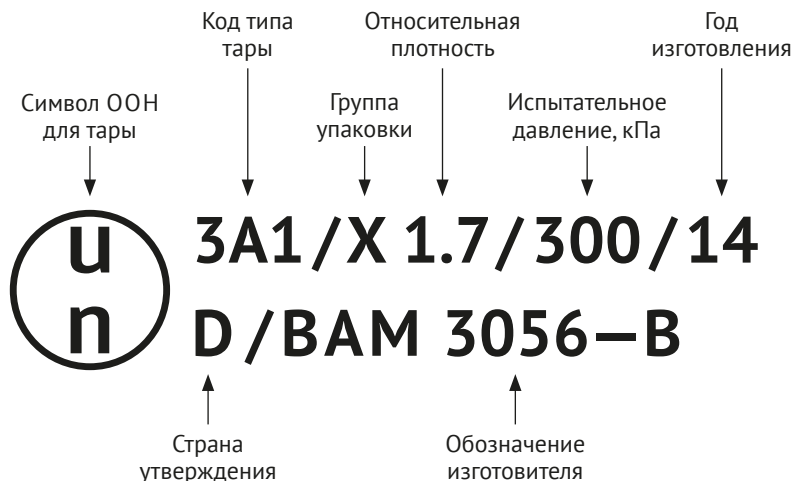 Код типа
тары
Относительная
плотность
Год
изготовления
Символ ООН
для тары
Группа
упаковки
Испытательное
давление, кПа
u
n
3A1/X 1.7/300/14
D/BAM 3056–B
Страна
утверждения
Обозначение
изготовителя